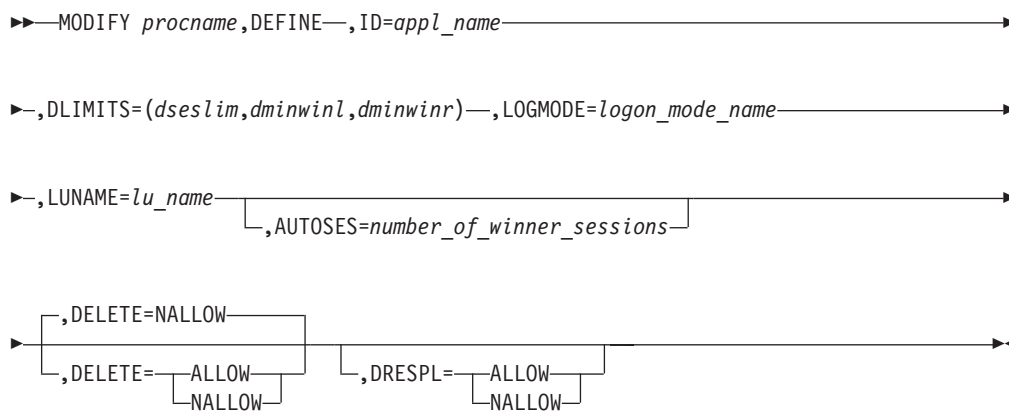 MODIFY procname,DEFINE ,ID=appl_name
,DLIMITS=(dseslim,dminwinl,dminwinr) ,LOGMODE=logon_mode_name
,LUNAME=lu_name
,AUTOSES=number_of_winner_sessions
,DELETE=NALLOW
,DELETE= ALLOW ,DRESPL= ALLOW
NALLOW NALLOW